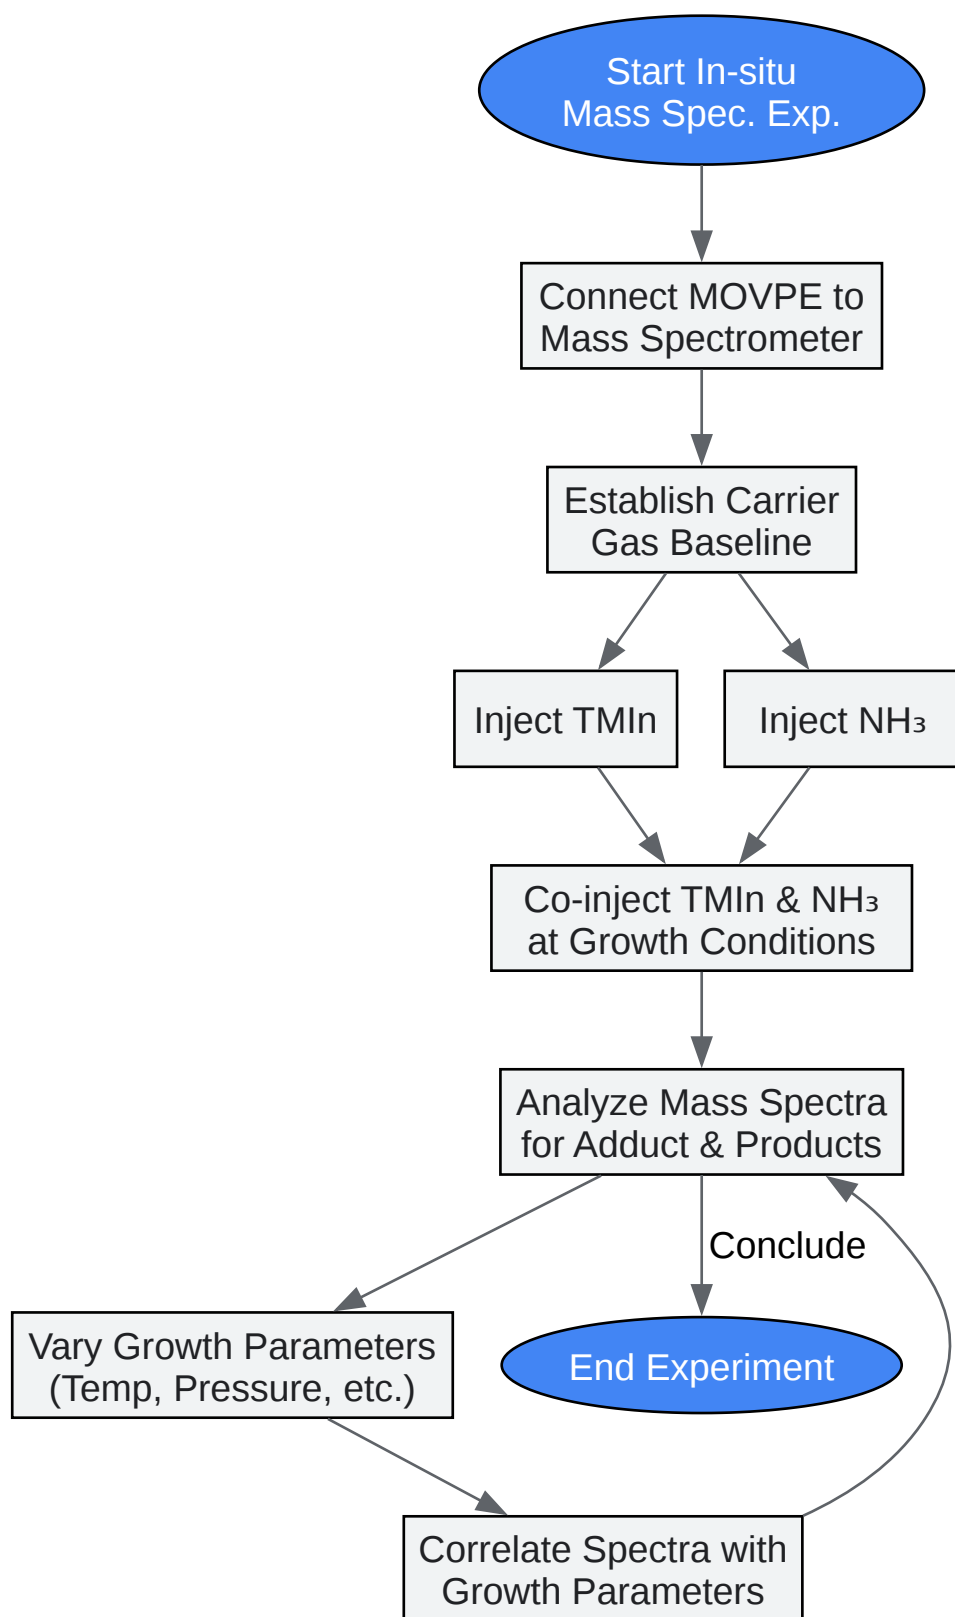 Start In-situ
Mass Spec. Exp.
Connect MOVPE to
Mass Spectrometer
Establish Carrier
Gas Baseline
Inject TMIn
Inject NH₃
Co-inject TMIn & NH₃
at Growth Conditions
Analyze Mass Spectra
for Adduct & Products
Conclude
Vary Growth Parameters
(Temp, Pressure, etc.)
End Experiment
Correlate Spectra with
Growth Parameters